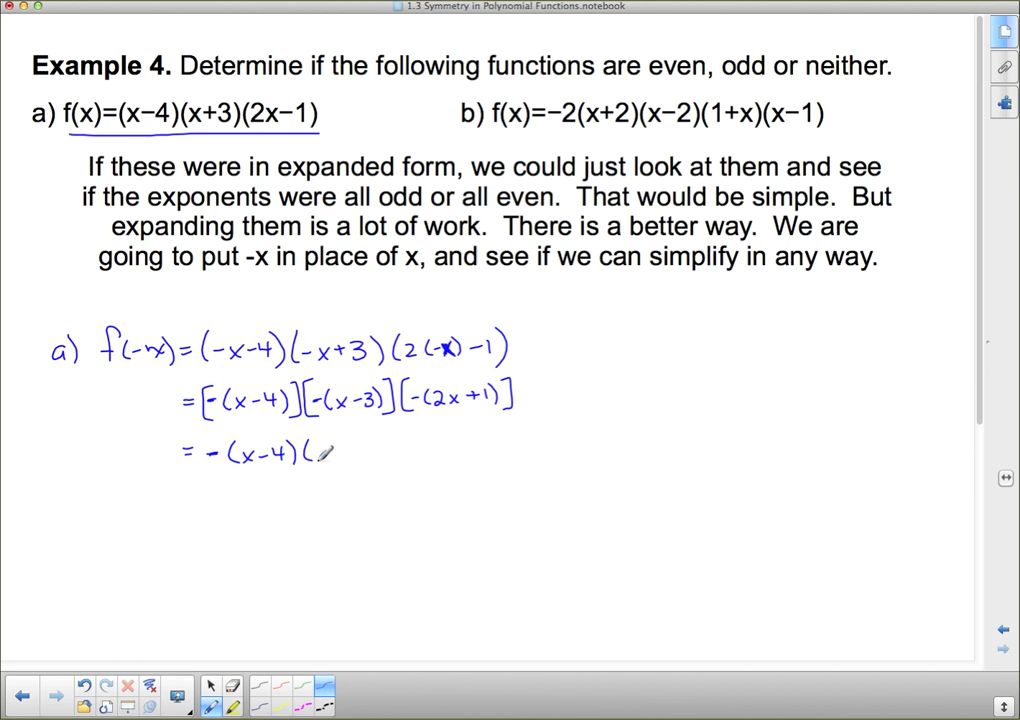 1.3 Symmetry in Polynomial Functions.notebook
Example 4. Determine if the following functions are even, odd or neither.
a) f(x)=(x−4)(x+3)(2x−1) b) f(x)=−2(x+2)(x−2)(1+x)(x−1)
If these were in expanded form, we could just look at them and see
if the exponents were all odd or all even. That would be simple. But
expanding them is a lot of work. There is a better way. We are
going to put -x in place of x, and see if we can simplify in any way.
a) f(-x) = (-x-4)(-x+3)(2(-x)-1)
= [-(x-4)][-(x-3)][-(2x+1)]
= -(x-4)(